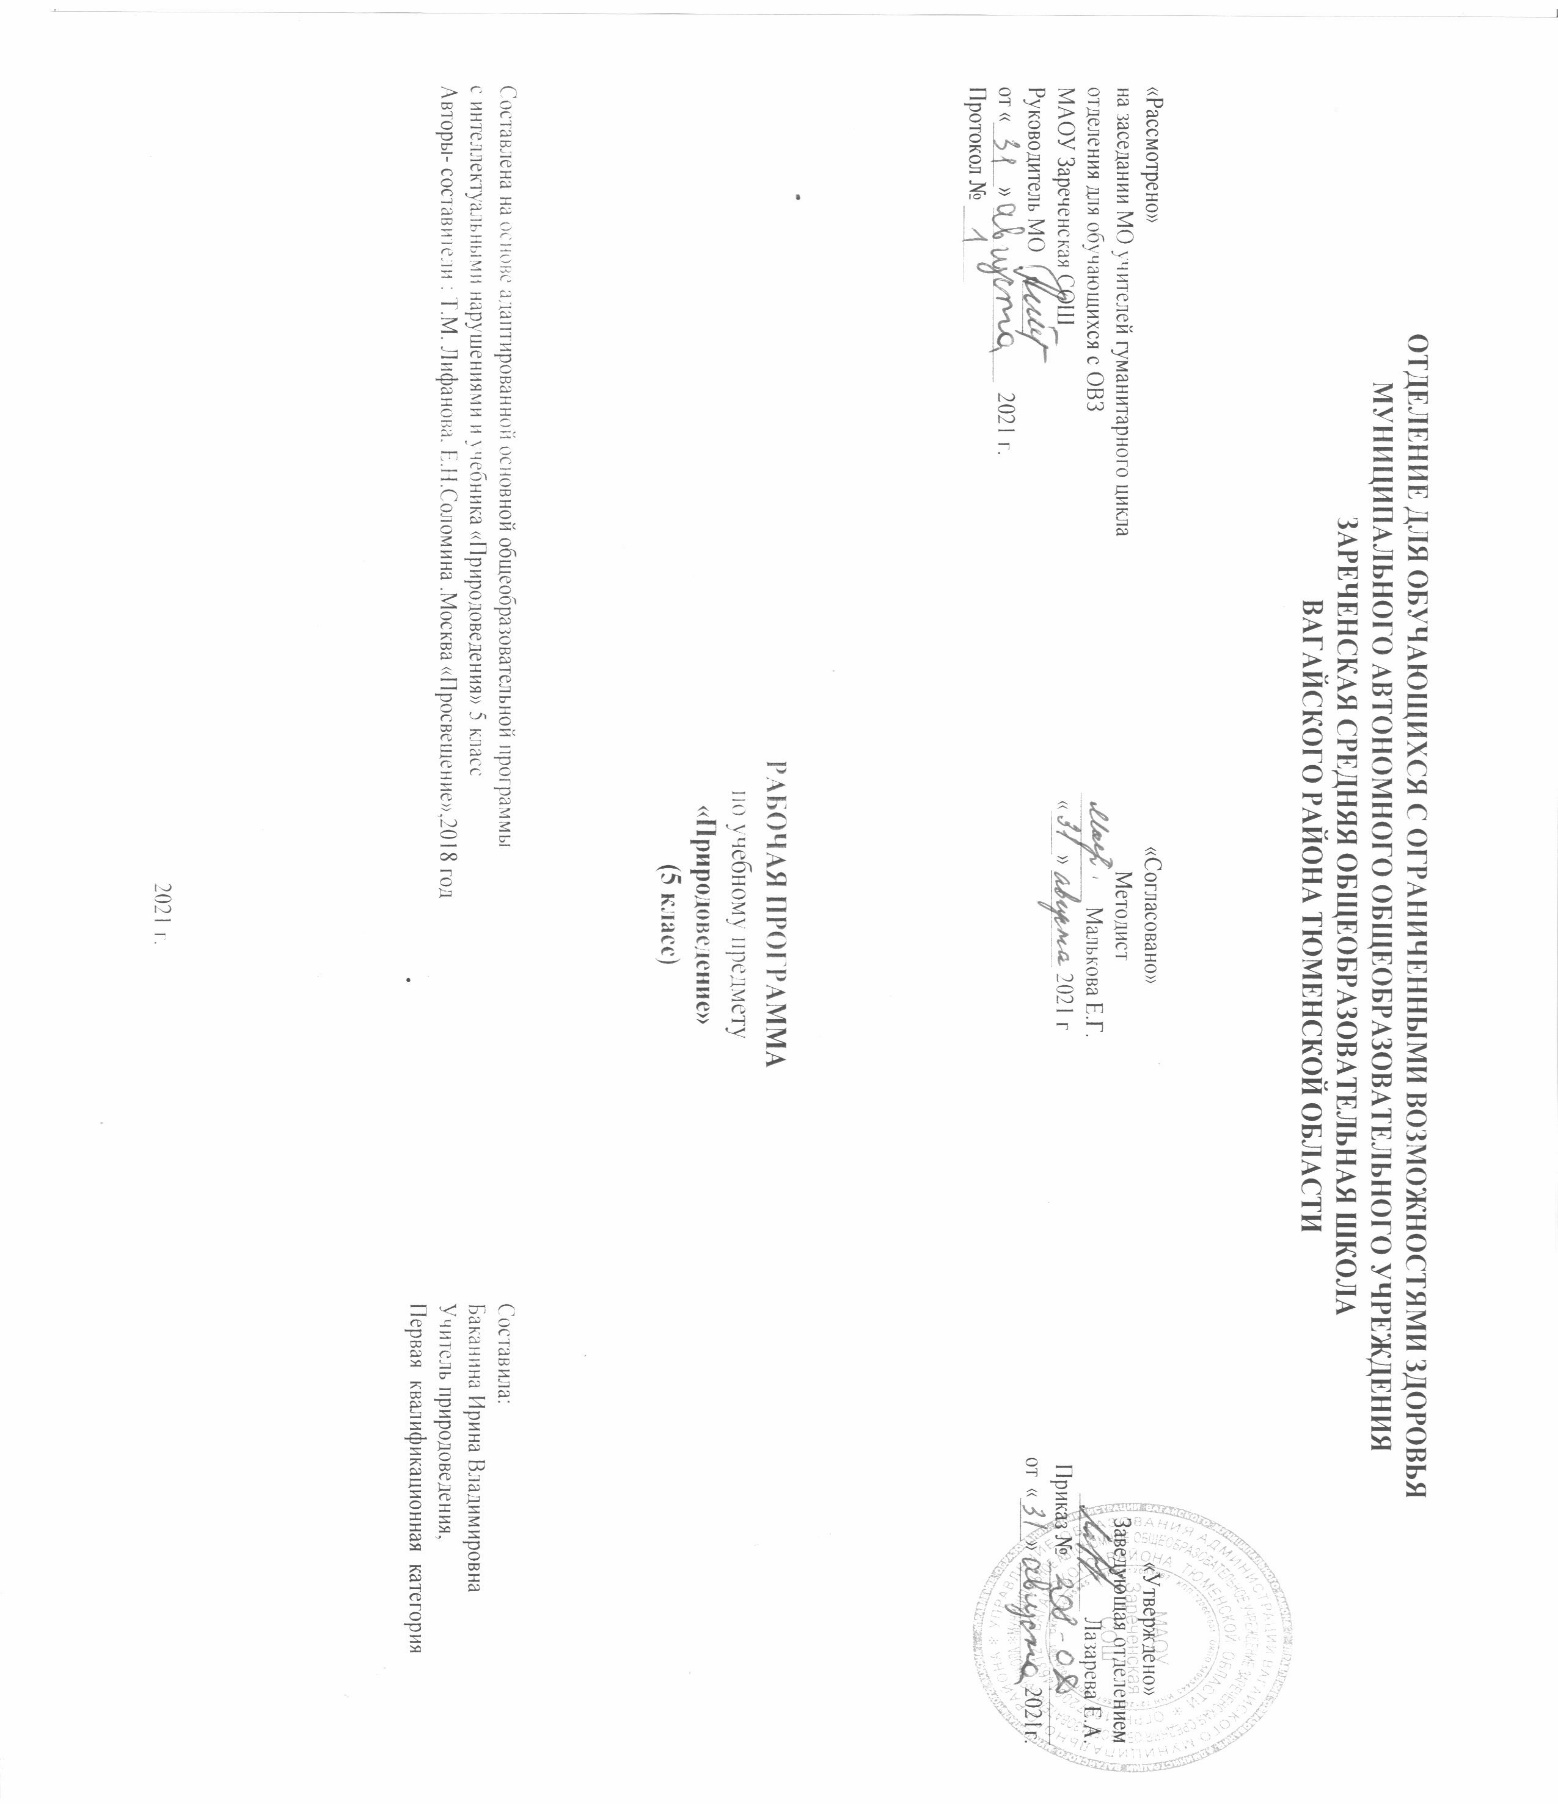 ОТДЕЛЕНИЕ ДЛЯ ОБУЧАЮЩИХСЯ С ОГРАНИЧЕННЫМИ ВОЗМОЖНОСТЯМИ ЗДОРОВЬЯ
МУНИЦИПАЛЬНОГО АВТОНОМНОГО ОБЩЕОБРАЗОВАТЕЛЬНОГО УЧРЕЖДЕНИЯ
ЗАРЕЧЕНСКАЯ СРЕДНЯЯ ОБЩЕОБРАЗОВАТЕЛЬНАЯ ШКОЛА
ВАГАЙСКОГО РАЙОНА ТЮМЕНСКОЙ ОБЛАСТИ
«Рассмотрено»
на заседании МО учителей гуманитарного цикла
отделения для обучающихся с ОВЗ
МАОУ Зареченская СОШ
Руководитель МО
от « 31 » августа 2021 г.
Протокол № 1
«Согласовано»
Методист
Малькова Е.Г.
« 31 » августа 2021 г
«Утверждено»
Заведующая отделением
Лазарева Е.А.
Приказ № 208-08
от « 31 » августа 2021г.
МАОУ
Зареченская
СОШ
РАБОЧАЯ ПРОГРАММА
по учебному предмету
«Природоведение»
(5 класс)
Составлена на основе адаптированной основной общеобразовательной программы
с интеллектуальными нарушениями и учебника «Природоведения» 5 класс
Авторы- составители : Т.М. Лифанова. Е.Н.Соломина .Москва «Просвещение»,2018 год
Составила:
Баканина Ирина Владимировна
Учитель природоведения,
Первая квалификационная категория
2021 г.